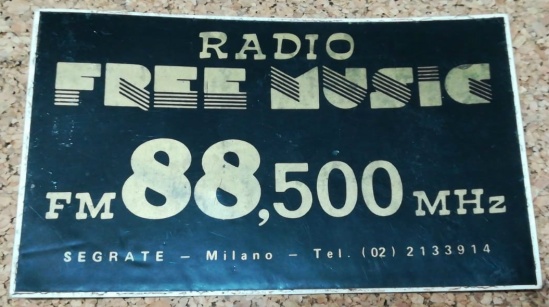 RADIO
FREE MUSIC
FM 88,500 MHz
SEGRATE – Milano – Tel. (02) 2133914